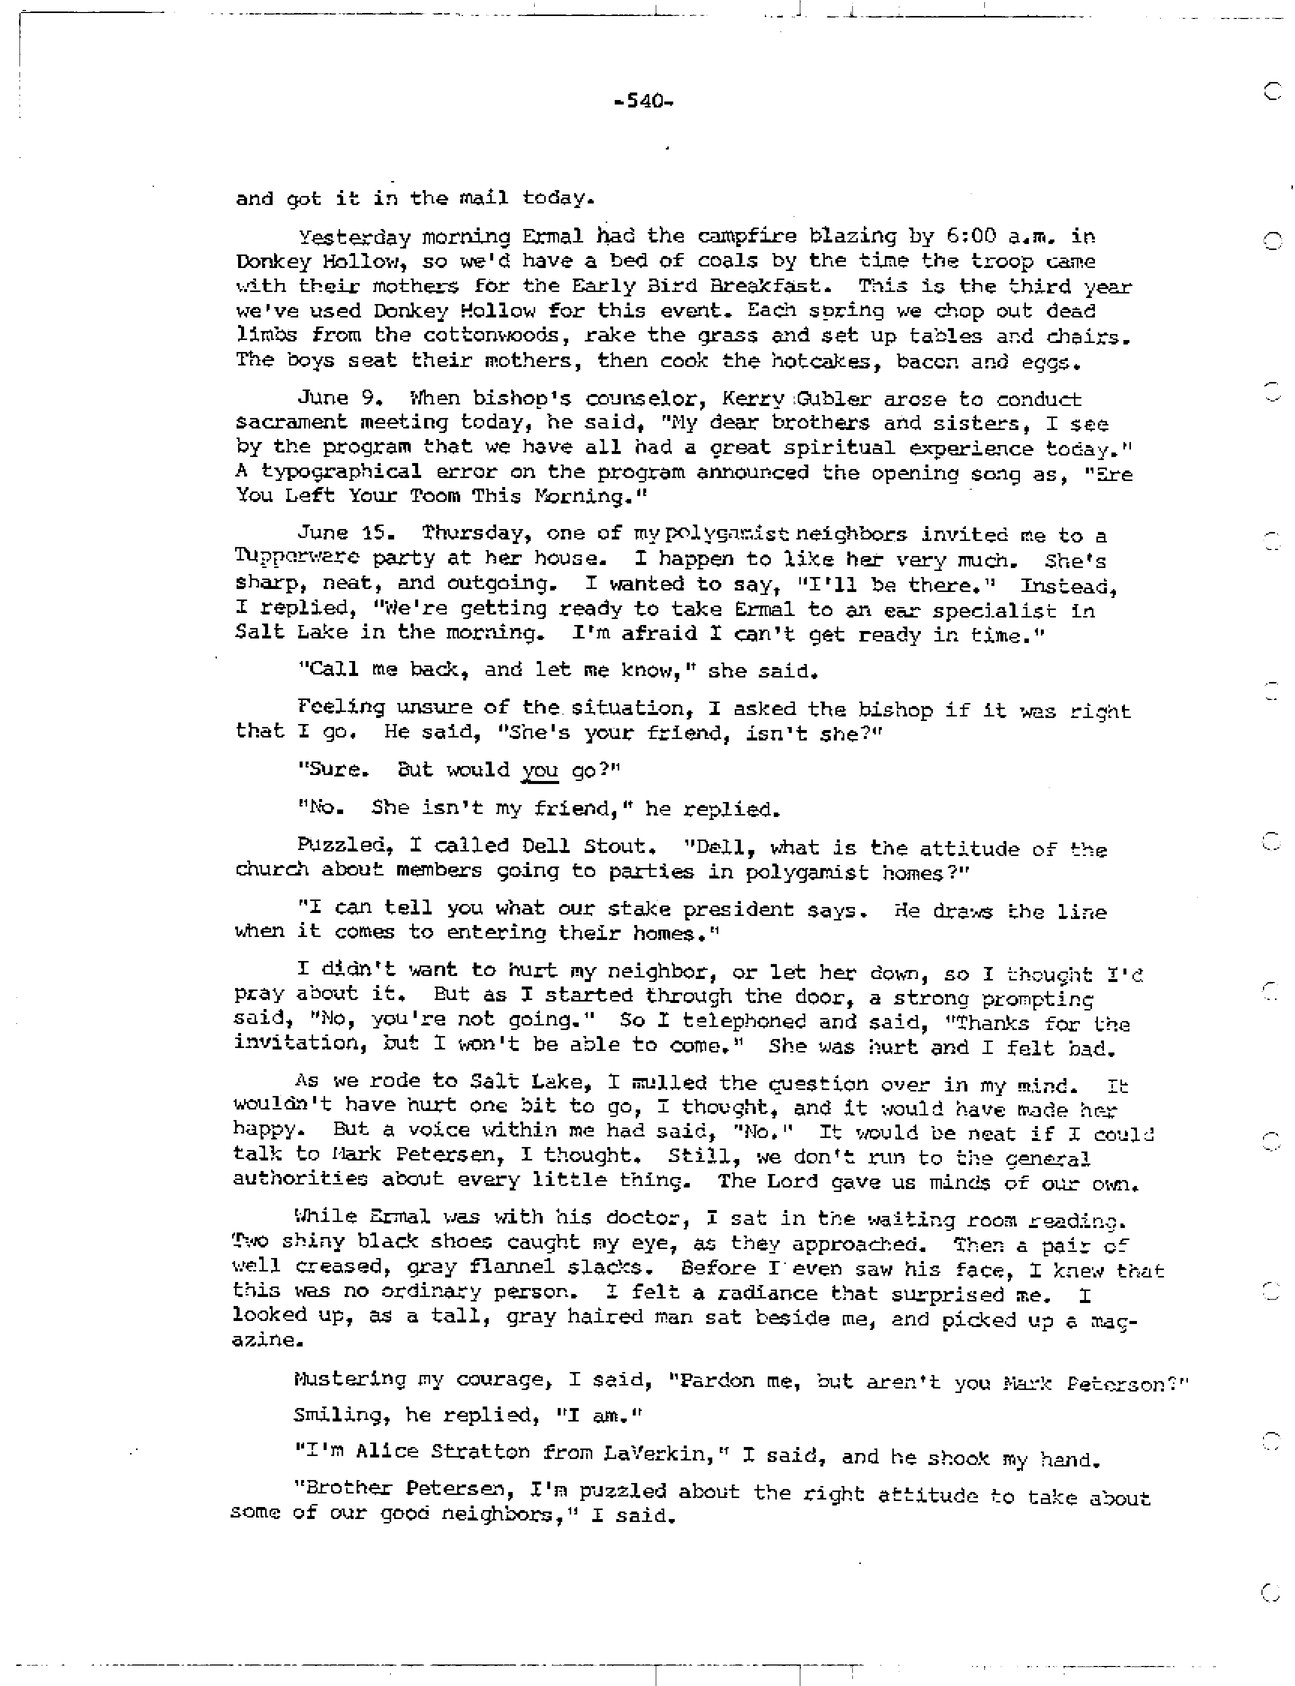 -540-
and got it in the mail today.
Yesterday morning Ermal had the campfire blazing by 6:00 a.m. in
Donkey Hollow, so we'd have a bed of coals by the time the troop came
with their mothers for the Early Bird Breakfast. This is the third year
we've used Donkey Hollow for this event. Each spring we chop out dead
limbs from the cottonwoods, rake the grass and set up tables and chairs.
The boys seat their mothers, then cook the hotcakes, bacon and eggs.
June 9. When bishop's counselor, Kerry Gubler arose to conduct
sacrament meeting today, he said, "My dear brothers and sisters, I see
by the program that we have all had a great spiritual experience today."
A typographical error on the program announced the opening song as, "Ere
You Left Your Toom This Morning."
June 15. Thursday, one of my polygamist neighbors invited me to a
Tupperware party at her house. I happen to like her very much. She's
sharp, neat, and outgoing. I wanted to say, "I'll be there." Instead,
I replied, "We're getting ready to take Ermal to an ear specialist in
Salt Lake in the morning. I'm afraid I can't get ready in time."
"Call me back, and let me know," she said.
Feeling unsure of the situation, I asked the bishop if it was right
that I go. He said, "She's your friend, isn't she?"
"Sure. But would you go?"
"No. She isn't my friend," he replied.
Puzzled, I called Dell Stout. "Dell, what is the attitude of the
church about members going to parties in polygamist homes?"
"I can tell you what our stake president says. He draws the line
when it comes to entering their homes."
I didn't want to hurt my neighbor, or let her down, so I thought I'd
pray about it. But as I started through the door, a strong prompting
said, "No, you're not going." So I telephoned and said, "Thanks for the
invitation, but I won't be able to come." She was hurt and I felt bad.
As we rode to Salt Lake, I mulled the question over in my mind. It
wouldn't have hurt one bit to go, I thought, and it would have made her
happy. But a voice within me had said, "No." It would be neat if I could
talk to Mark Petersen, I thought. Still, we don't run to the general
authorities about every little thing. The Lord gave us minds of our own.
While Ermal was with his doctor, I sat in the waiting room reading.
Two shiny black shoes caught my eye, as they approached. Then a pair of
well creased, gray flannel slacks. Before I even saw his face, I knew that
this was no ordinary person. I felt a radiance that surprised me. I
looked up, as a tall, gray haired man sat beside me, and picked up a mag-
azine.
Mustering my courage, I said, "Pardon me, but aren't you Mark Peterson?"
Smiling, he replied, "I am."
"I'm Alice Stratton from LaVerkin," I said, and he shook my hand.
"Brother Petersen, I'm puzzled about the right attitude to take about
some of our good neighbors," I said.